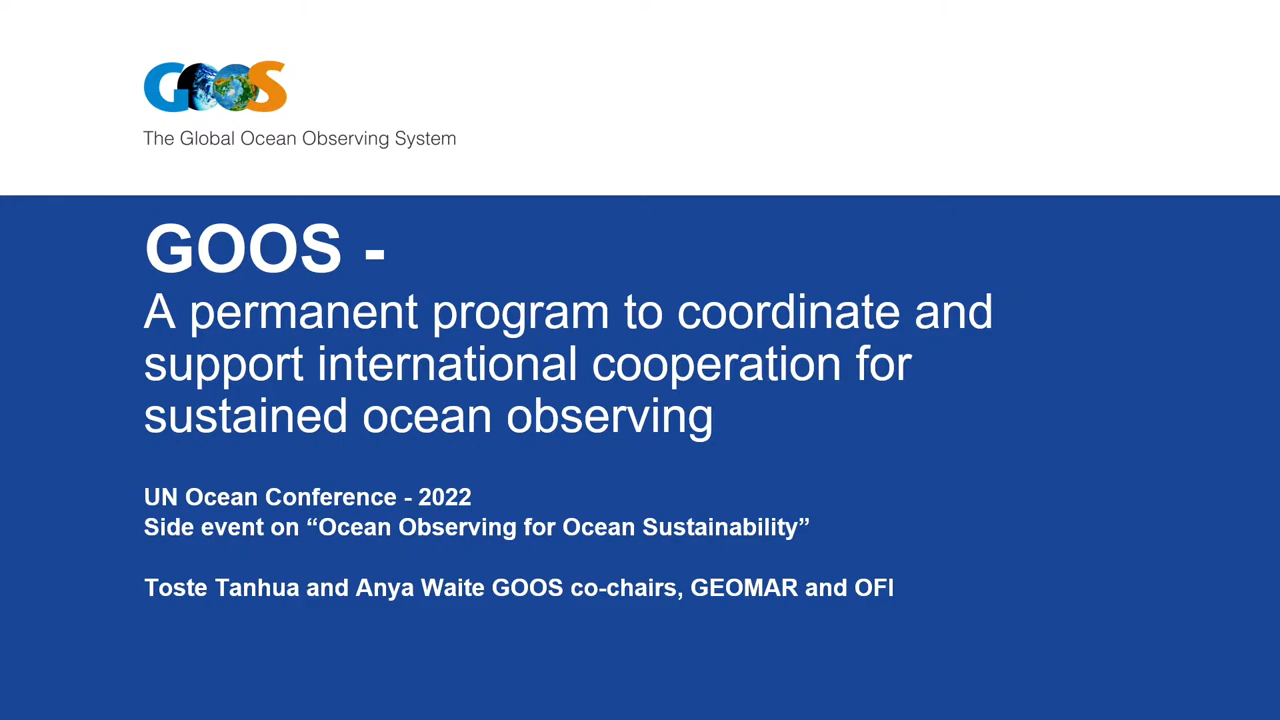 GOOS
The Global Ocean Observing System
GOOS -
A permanent program to coordinate and
support international cooperation for
sustained ocean observing
UN Ocean Conference - 2022
Side event on “Ocean Observing for Ocean Sustainability”
Toste Tanhua and Anya Waite GOOS co-chairs, GEOMAR and OFI